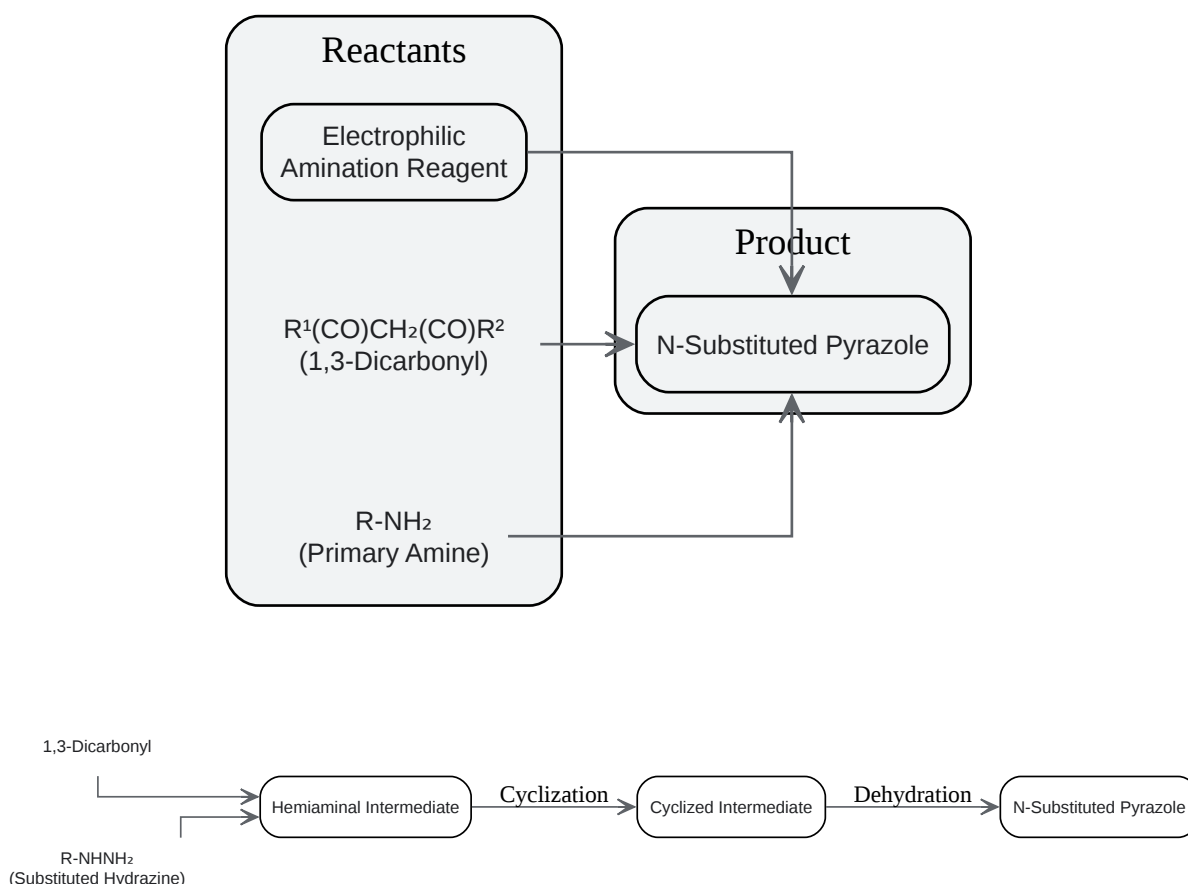 Reactants
Electrophilic
Amination Reagent
Product
R¹(CO)CH₂(CO)R²
(1,3-Dicarbonyl)
N-Substituted Pyrazole
R-NH₂
(Primary Amine)
1,3-Dicarbonyl
Hemiaminal Intermediate
Cyclization
Cyclized Intermediate
Dehydration
N-Substituted Pyrazole
R-NHNH₂
(Substituted Hydrazine)